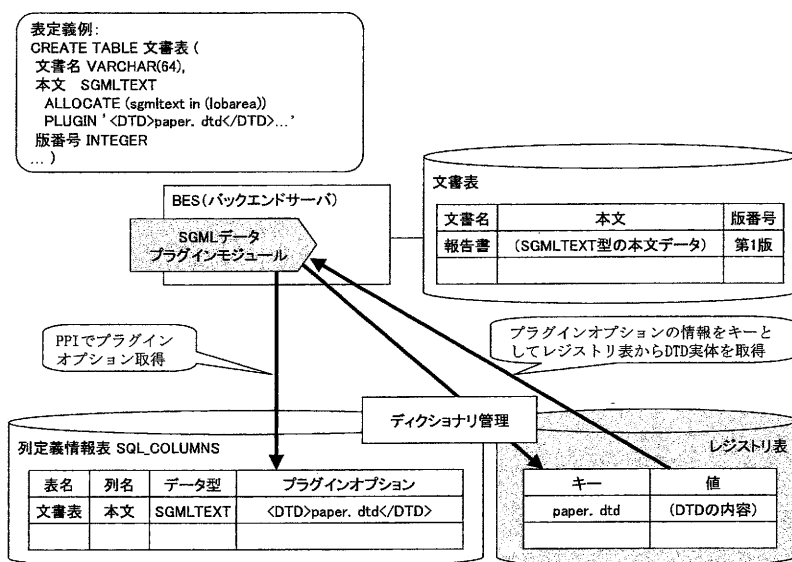 表定義例:
CREATE TABLE 文書表 (
文書名 VARCHAR(64),
本文 SGMLTEXT
ALLOCATE (sgmltext in (lobarea))
PLUGIN '<DTD>paper. dtd</DTD>…'
版番号 INTEGER
… )
BES(バックエンドサーバ)
SGMLデータ
プラグインモジュール
文書表
文書名 本文 版番号
報告書 (SGMLTEXT型の本文データ) 第1版
PPIでプラグイン
オプション取得
プラグインオプションの情報をキーと
してレジストリ表からDTD実体を取得
ディクショナリ管理
列定義情報表 SQL_COLUMNS
表名 列名 データ型 プラグインオプション
文書表 本文 SGMLTEXT <DTD>paper. dtd</DTD>
レジストリ表
キー 値
paper. dtd (DTDの内容)